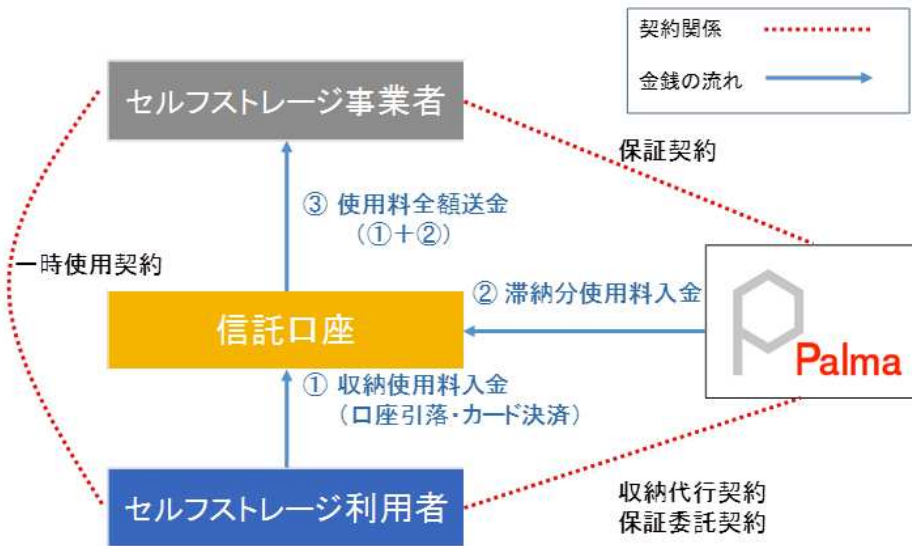 契約関係
金銭の流れ
セルフストレージ事業者
保証契約
③ 使用料全額送金
（①＋②）
一時使用契約
② 滞納分使用料入金
信託口座
Palma
① 収納使用料入金
（口座引落・カード決済）
セルフストレージ利用者
収納代行契約
保証委託契約